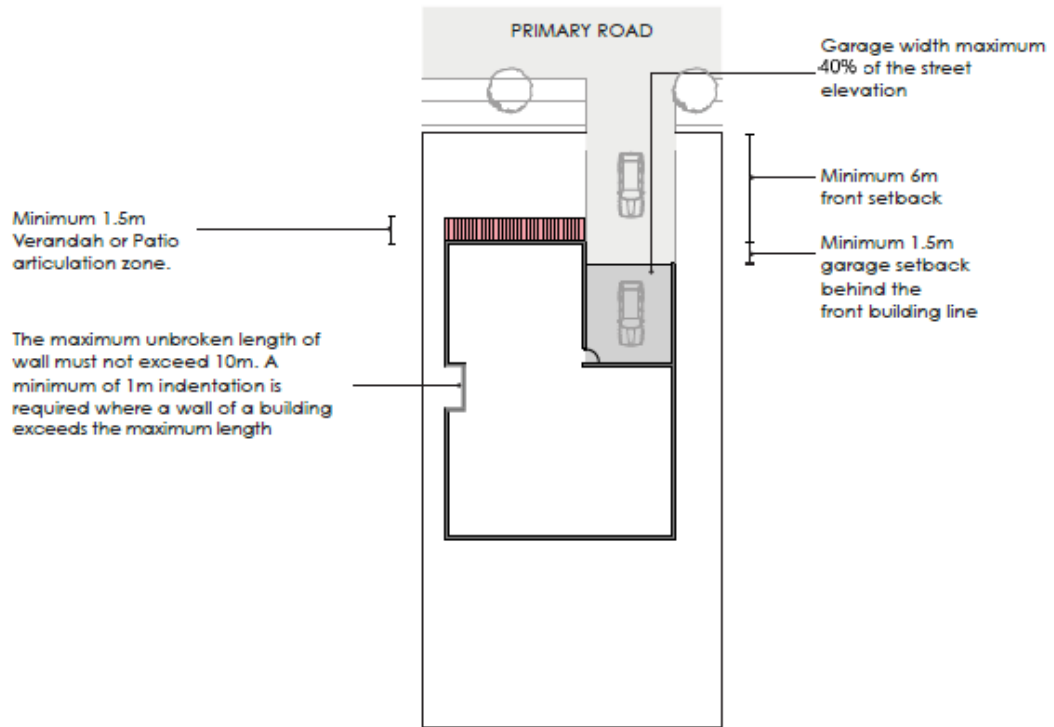 PRIMARY ROAD
Garage width maximum
40% of the street
elevation
Minimum 6m
front setback
Minimum 1.5m
garage setback
behind the
front building line
Minimum 1.5m
Verandah or Patio
articulation zone.
The maximum unbroken length of
wall must not exceed 10m. A
minimum of 1m indentation is
required where a wall of a building
exceeds the maximum length